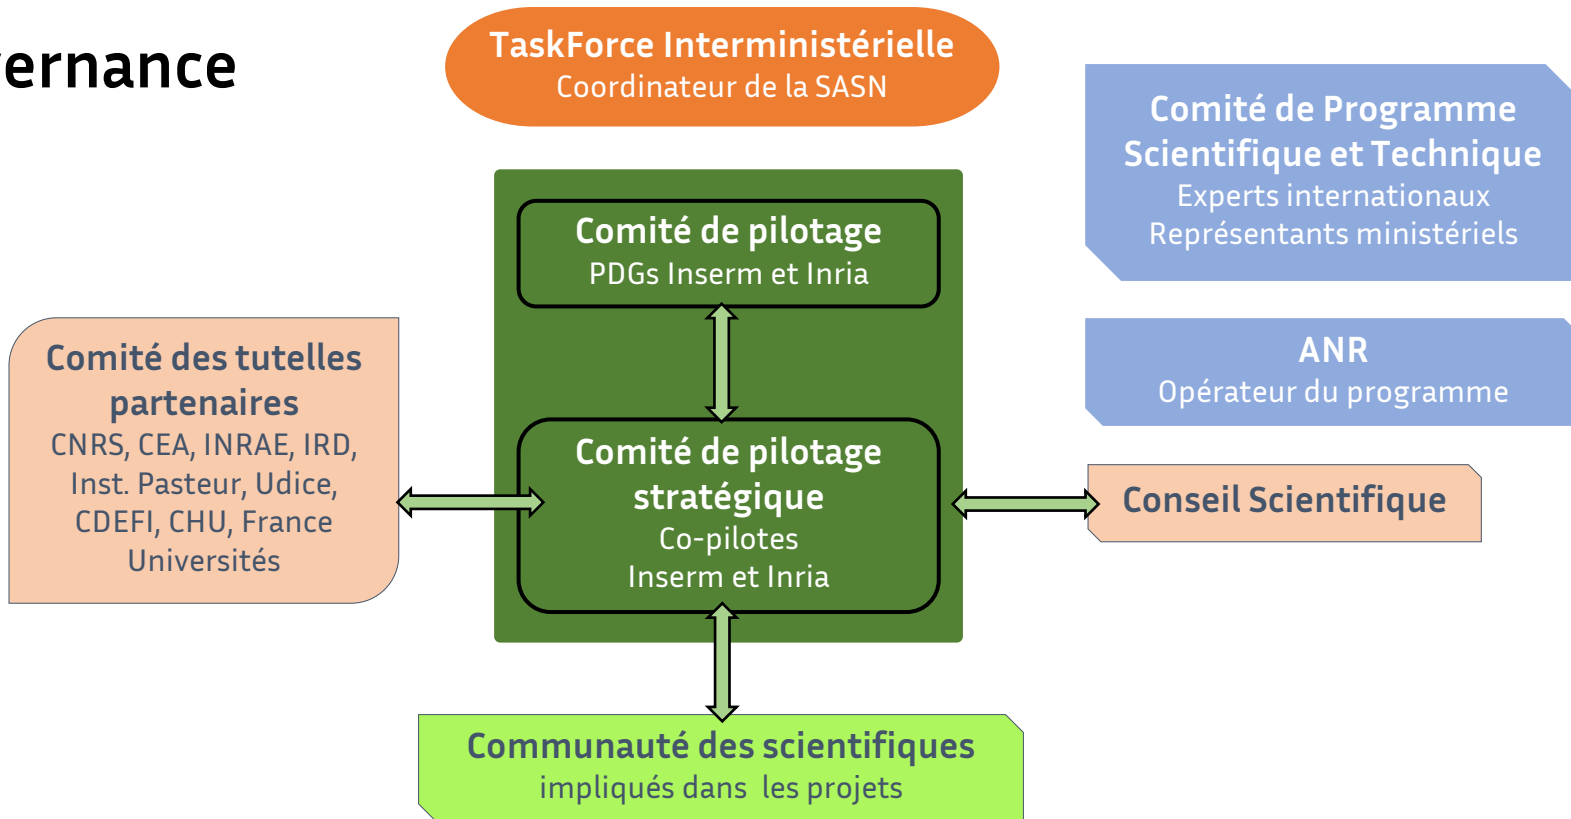 ernance
TaskForce Interministérielle
Coordinateur de la SASN
Comité de Programme
Scientifique et Technique
Experts internationaux
Représentants ministériels
Comité de pilotage
PDGs Inserm et Inria
Comité des tutelles
partenaires
CNRS, CEA, INRAE, IRD,
Inst. Pasteur, Udice,
CDEFI, CHU, France
Universités
ANR
Opérateur du programme
Comité de pilotage
stratégique
Co-pilotes
Inserm et Inria
Conseil Scientifique
Communauté des scientifiques
impliqués dans les projets